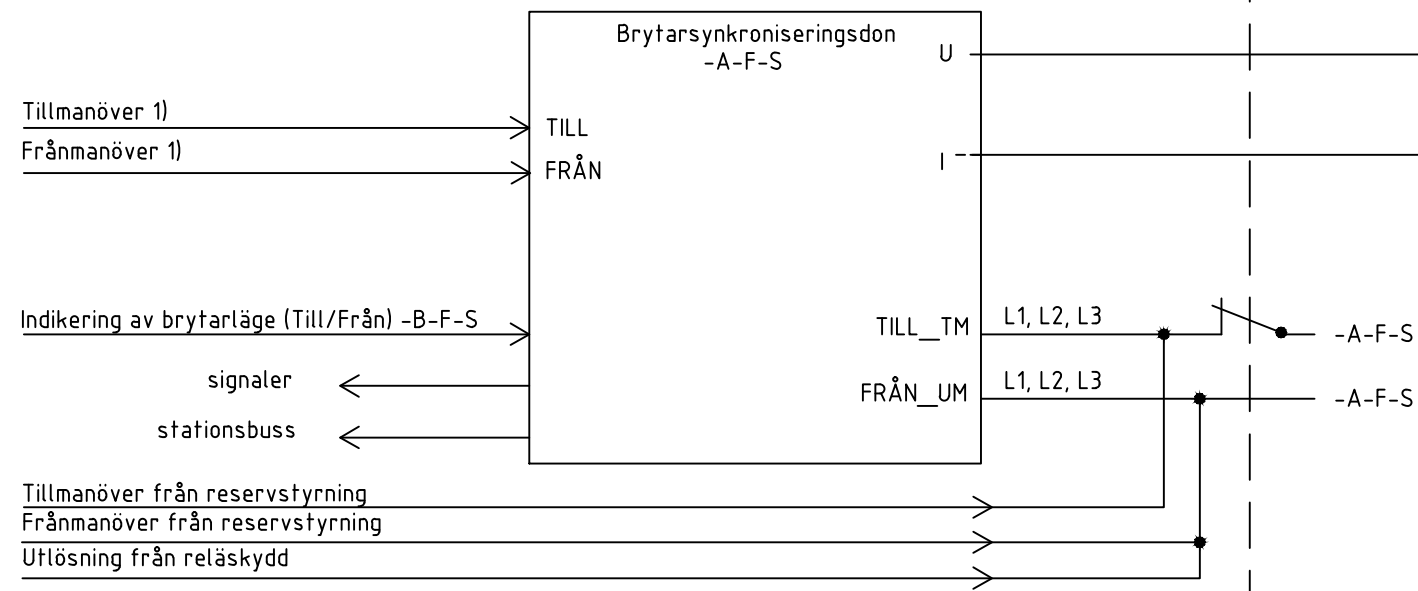 Brytarsynkroniseringsdon
-A-F-S
U
Tillmanöver 1)
TILL
Frånmanöver 1)
FRÅN
I
Indikering av brytarläge (Till/Från) -B-F-S
TILL_TM
L1, L2, L3
-A-F-S
signaler
FRÅN_UM
L1, L2, L3
-A-F-S
stationsbuss
Tillmanöver från reservstyrning
Frånmanöver från reservstyrning
Utlösning från reläskydd